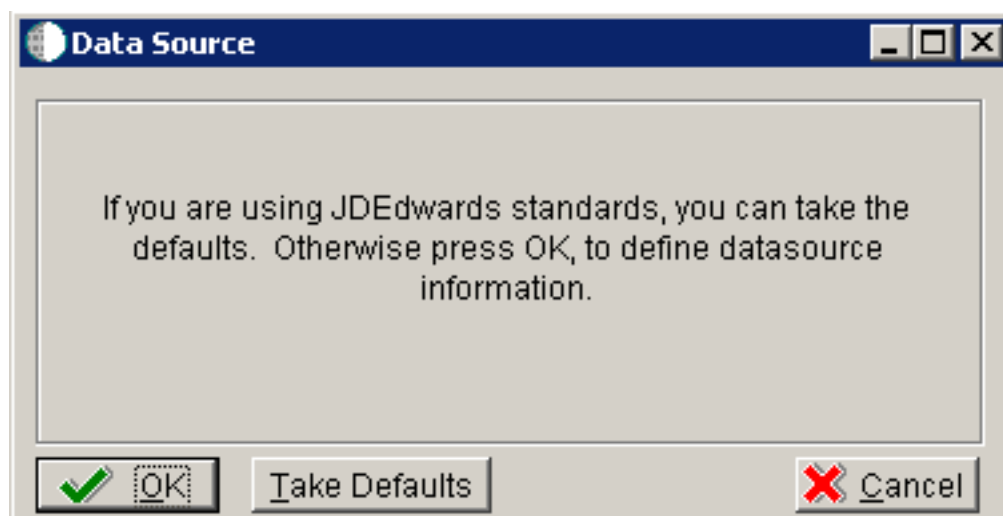 Data Source
If you are using JDEdwards standards, you can take the
defaults.  Otherwise press OK, to define datasource
information.
OK
Take Defaults
Cancel